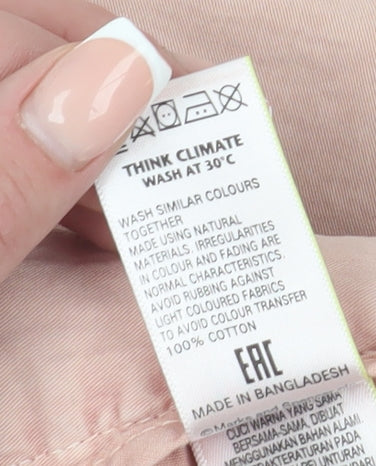 THINK CLIMATE
WASH AT 30°C
WASH SIMILAR COLOURS
TOGETHER
MADE USING NATURAL
MATERIALS, IRREGULARITIES
IN COLOUR AND FADING ARE
NORMAL CHARACTERISTICS.
AVOID RUBBING AGAINST
LIGHT COLOURED FABRICS
TO AVOID COLOUR TRANSFER
100% COTTON
EAC
MADE IN BANGLADESH
CUCI WARNA YANG SAMA
BERSAMA-SAMA, DIBUAT
MENGGUNAKAN BAHAN ALAMI.
PADA